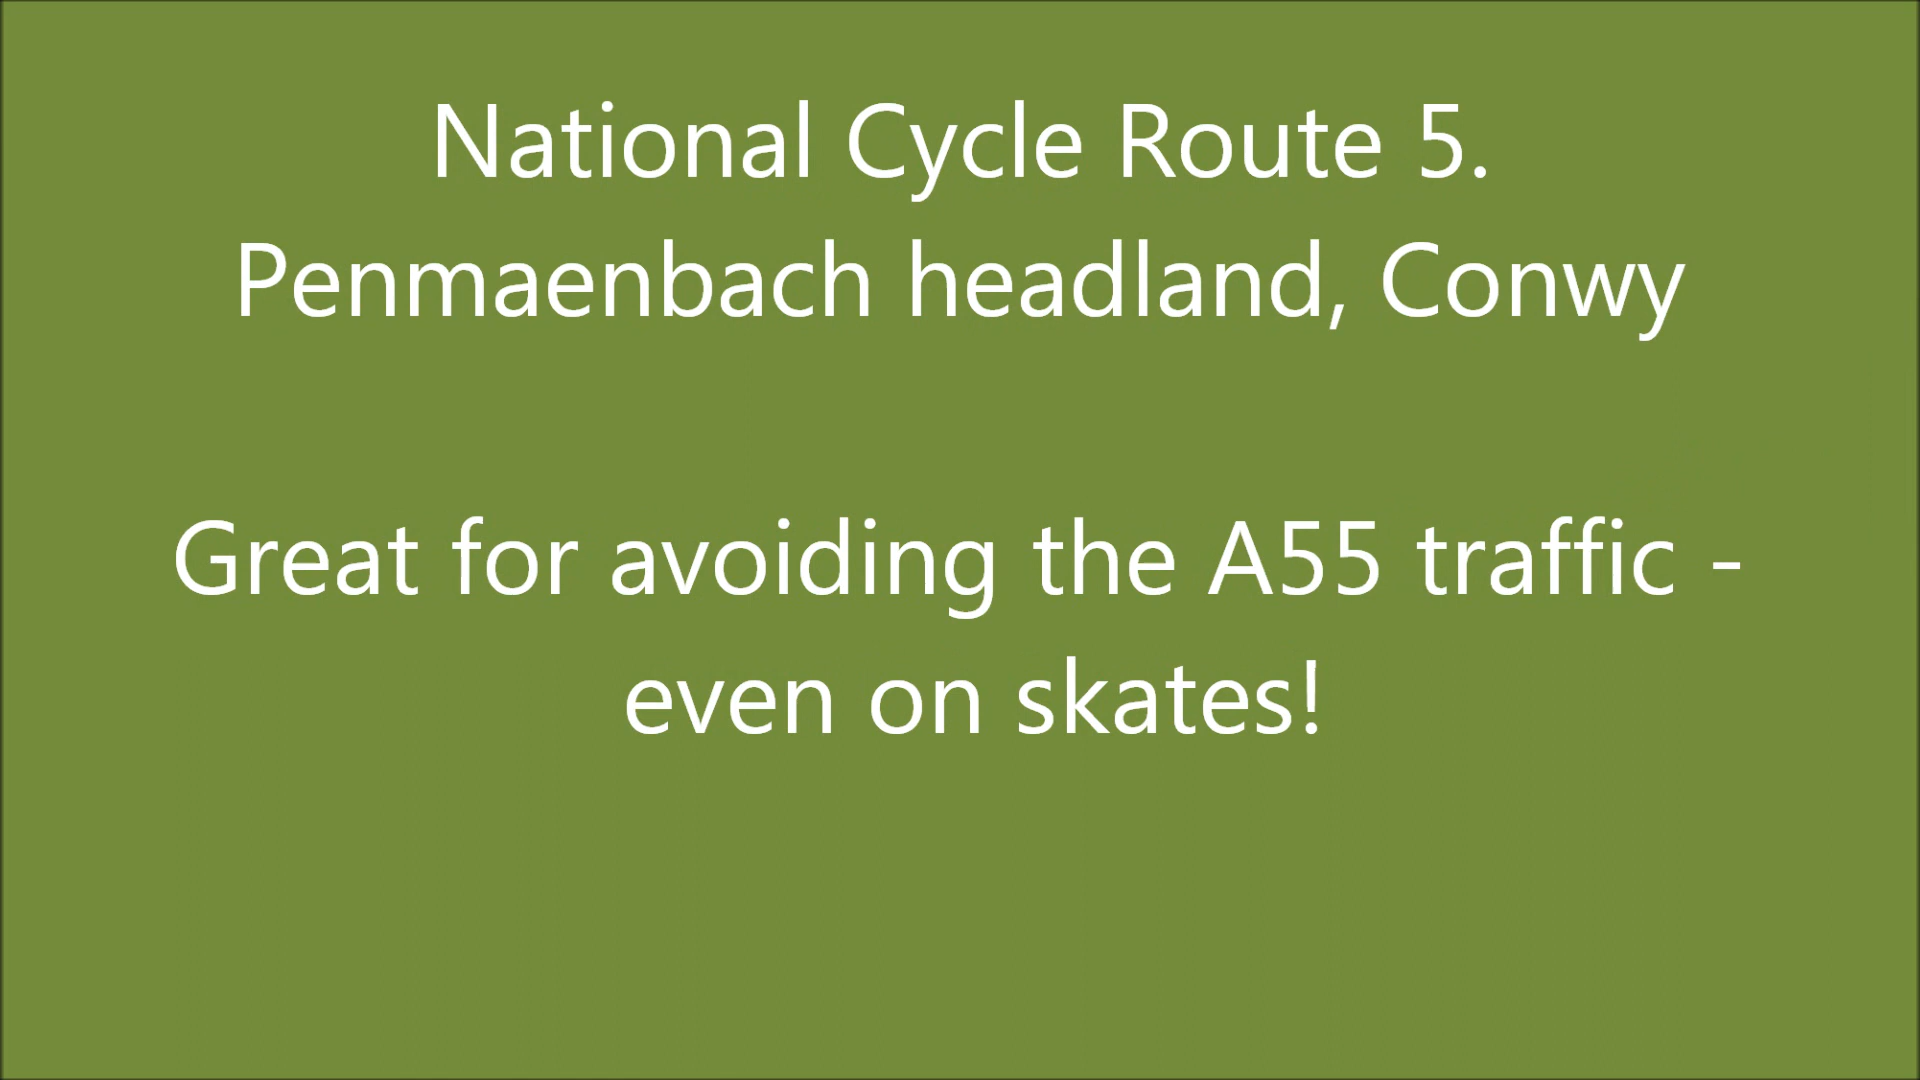 National Cycle Route 5.
Penmaenbach headland, Conwy
Great for avoiding the A55 traffic -
even on skates!